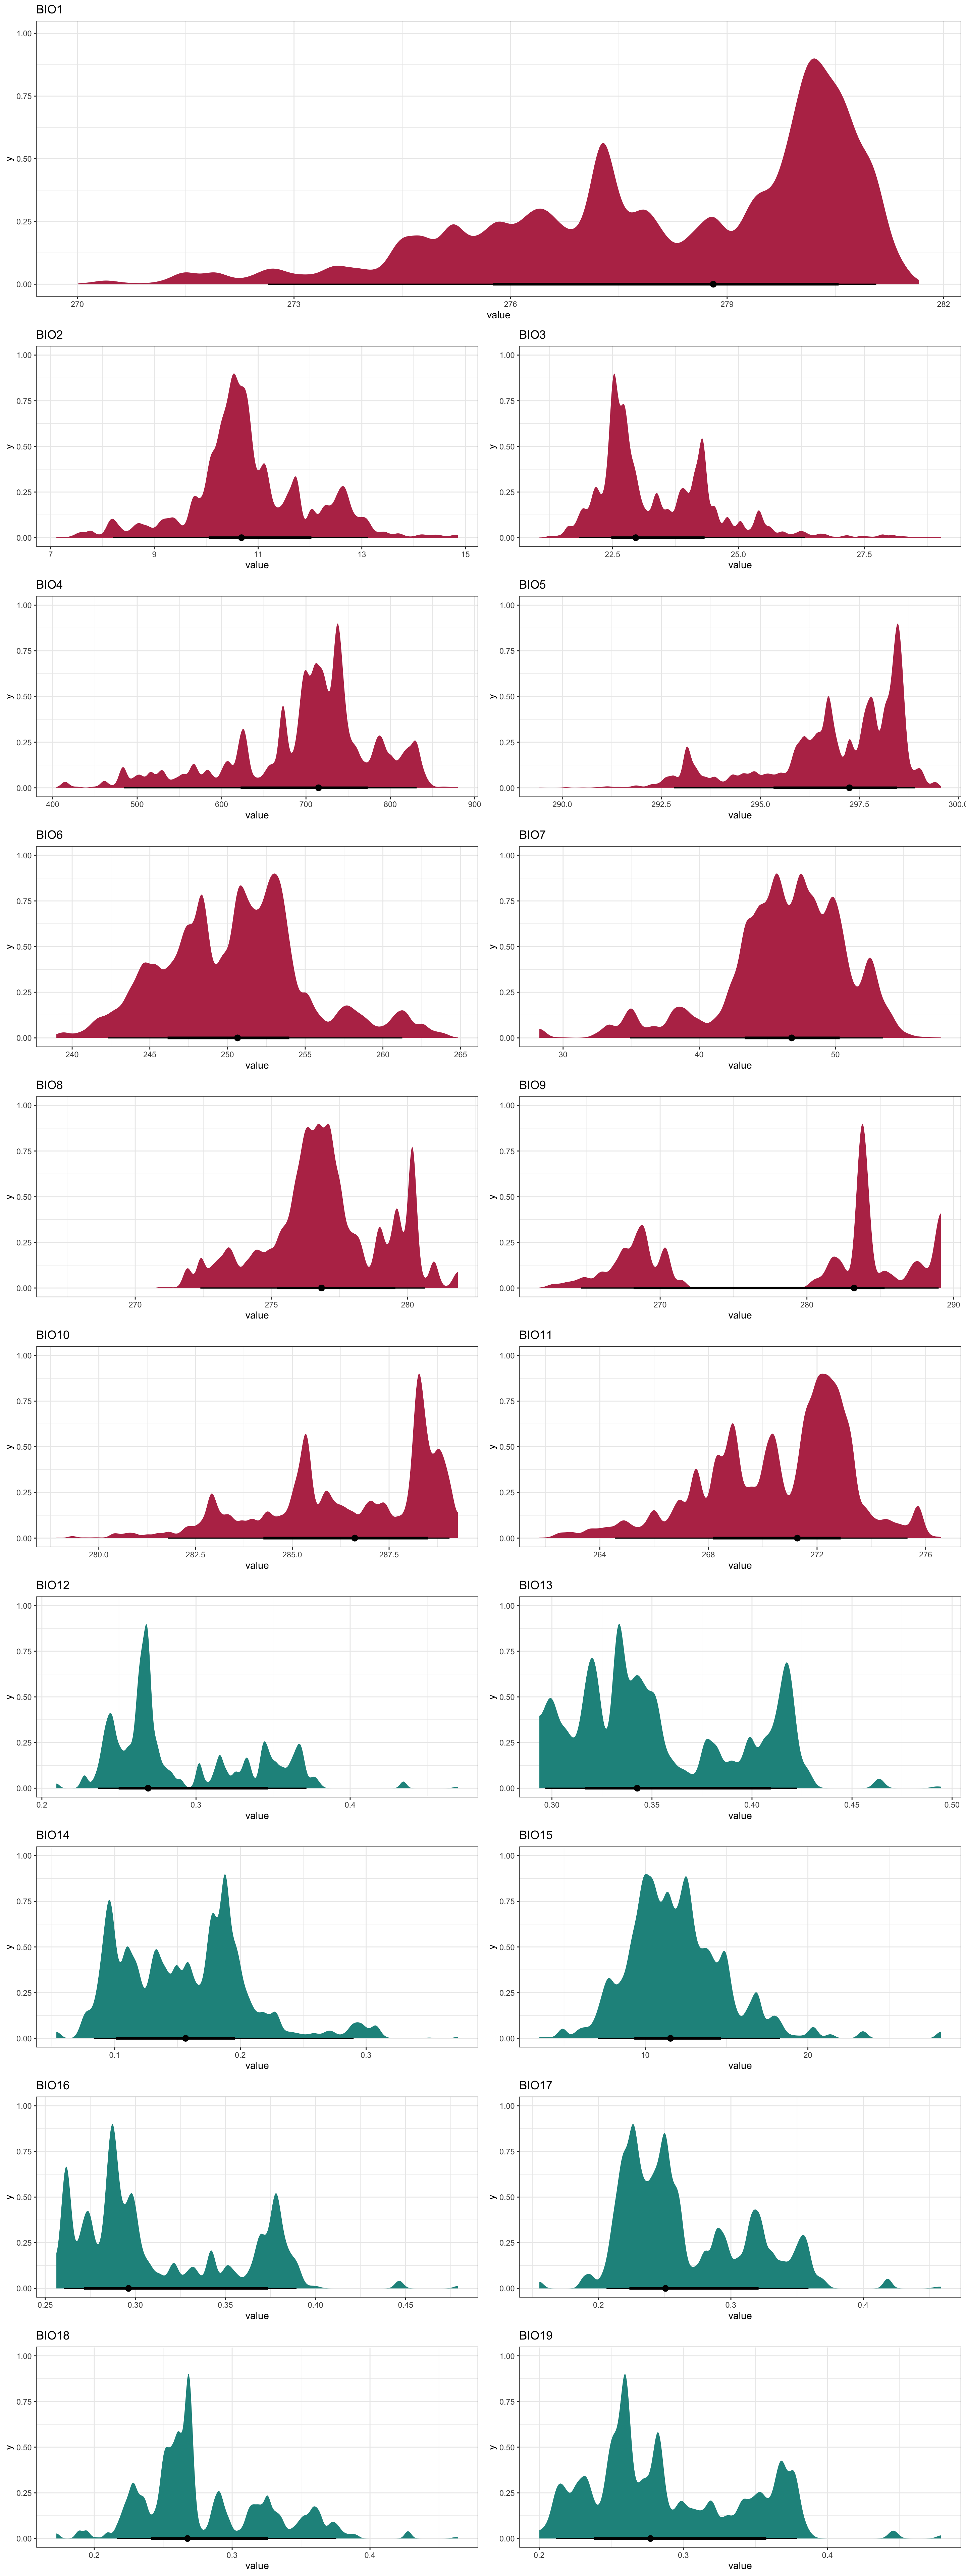 BIO1
1.00
0.75
y 0.50
0.25
0.00
270 273 276 279 282
value
BIO2 BIO3
1.00 1.00
0.75 0.75
y 0.50 y 0.50
0.25 0.25
0.00 0.00
7 9 11 13 15 22.5 25.0 27.5
value value
BIO4 BIO5
1.00 1.00
0.75 0.75
y 0.50 y 0.50
0.25 0.25
0.00 0.00
400 500 600 700 800 900 290.0 292.5 295.0 297.5 300.0
value value
BIO6 BIO7
1.00 1.00
0.75 0.75
y 0.50 y 0.50
0.25 0.25
0.00 0.00
240 245 250 255 260 265 30 40 50
value value
BIO8 BIO9
1.00 1.00
0.75 0.75
y 0.50 y 0.50
0.25 0.25
0.00 0.00
270 275 280 270 280 290
value value
BIO10 BIO11
1.00 1.00
0.75 0.75
y 0.50 y 0.50
0.25 0.25
0.00 0.00
280.0 282.5 285.0 287.5 264 268 272 276
value value
BIO12 BIO13
1.00 1.00
0.75 0.75
y 0.50 y 0.50
0.25 0.25
0.00 0.00
0.2 0.3 0.4 0.30 0.35 0.40 0.45 0.50
value value
BIO14 BIO15
1.00 1.00
0.75 0.75
y 0.50 y 0.50
0.25 0.25
0.00 0.00
0.1 0.2 0.3 10 20
value value
BIO16 BIO17
1.00 1.00
0.75 0.75
y 0.50 y 0.50
0.25 0.25
0.00 0.00
0.25 0.30 0.35 0.40 0.45 0.2 0.3 0.4
value value
BIO18 BIO19
1.00 1.00
0.75 0.75
y 0.50 y 0.50
0.25 0.25
0.00 0.00
0.2 0.3 0.4 0.2 0.3 0.4
value value